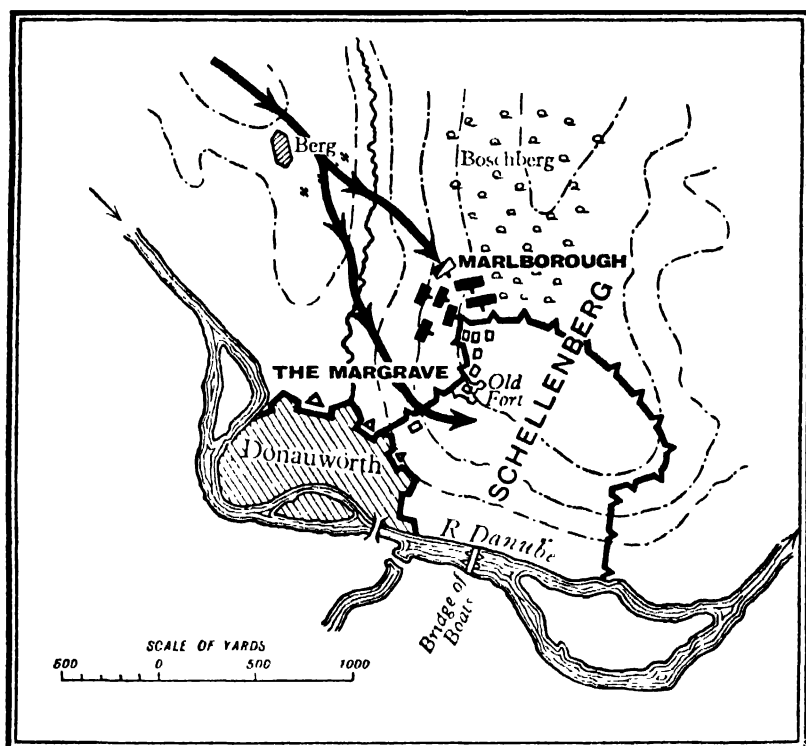 Berg
Boschberg
MARLBOROUGH
THE MARGRAVE
Old
Fort
SCHELLENBERG
Donauwörth
R Danube
Bridge of
Boats
SCALE OF YARDS
500 0 500 1000